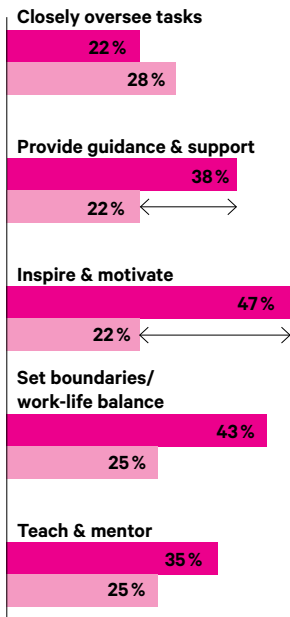 Closely oversee tasks
22 %
28 %
Provide guidance & support
38 %
22 %
Inspire & motivate
47 %
22 %
Set boundaries/
work-life balance
43 %
25 %
Teach & mentor
35 %
25 %